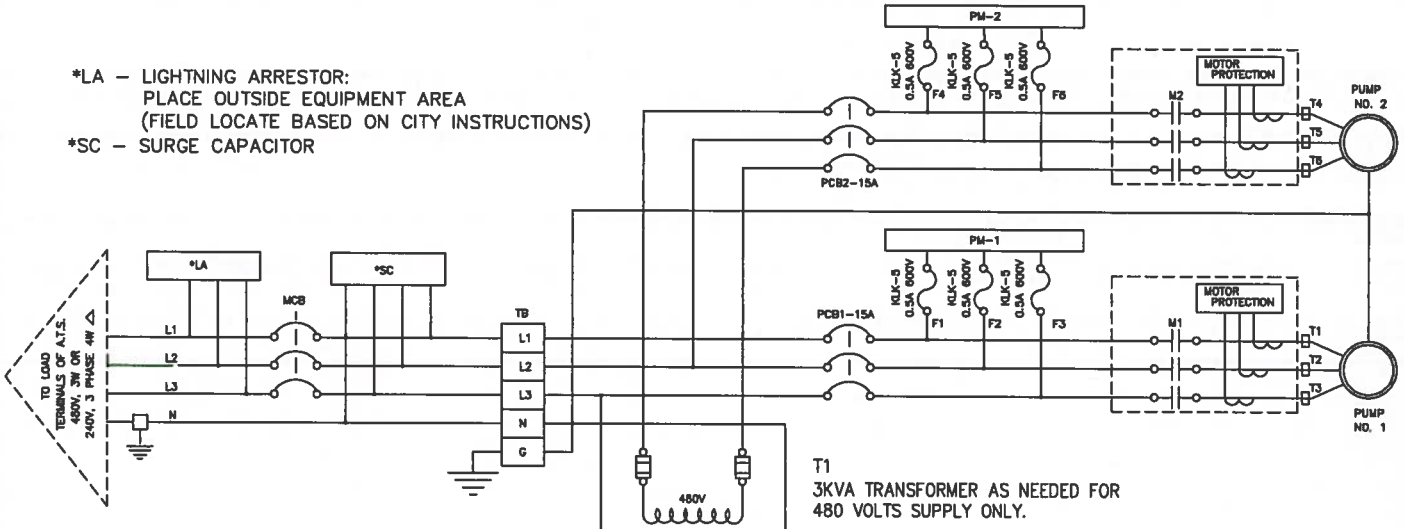 *LA – LIGHTNING ARRESTOR:
PLACE OUTSIDE EQUIPMENT AREA
(FIELD LOCATE BASED ON CITY INSTRUCTIONS)
*SC – SURGE CAPACITOR
PM-2
KLK-5
0.5A 600V
F4
KLK-5
0.5A 600V
F5
KLK-5
0.5A 600V
F6
PCB2-15A
M2
MOTOR
PROTECTION
T4
T5
T6
PUMP
NO. 2
TO LOAD
TERMINALS OF A.T.S.
480V, 3W OR
240V, 3 PHASE 4W Δ
*LA
L1
L2
L3
N
MCB
*SC
TB
L1
L2
L3
N
G
PM-1
KLK-5
0.5A 600V
F1
KLK-5
0.5A 600V
F2
KLK-5
0.5A 600V
F3
PCB1-15A
M1
MOTOR
PROTECTION
T1
T2
T3
PUMP
NO. 1
480V
T1
3KVA TRANSFORMER AS NEEDED FOR
480 VOLTS SUPPLY ONLY.